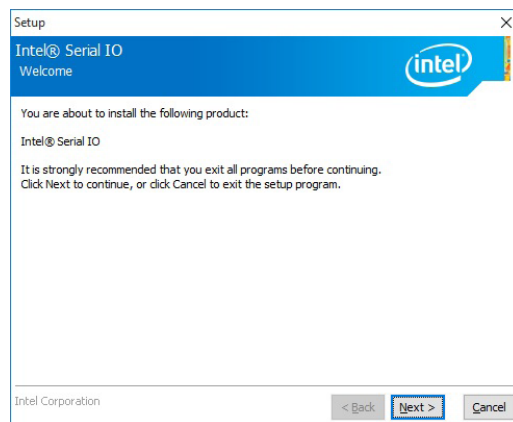 Setup
Intel® Serial IO
Welcome
intel
You are about to install the following product:
Intel® Serial IO
It is strongly recommended that you exit all programs before continuing.
Click Next to continue, or click Cancel to exit the setup program.
Intel Corporation
< Back
Next >
Cancel